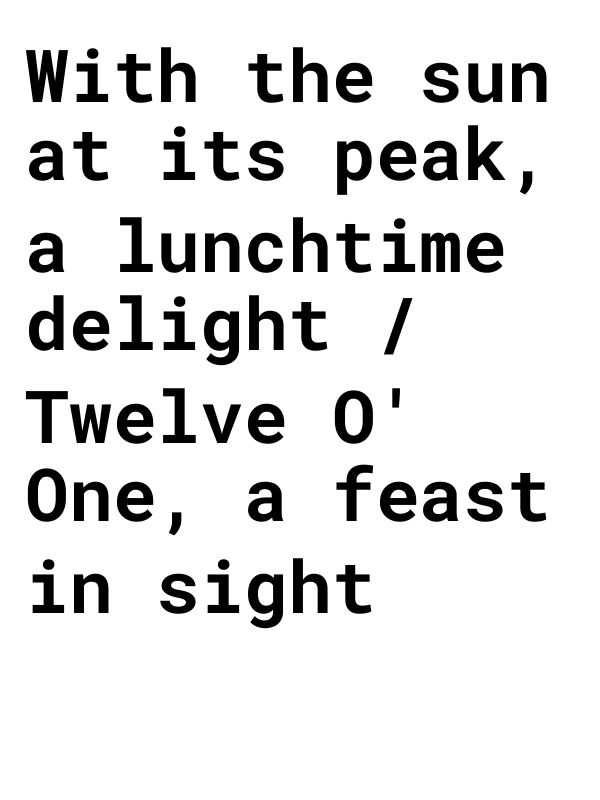 With the sun
at its peak,
a lunchtime
delight /
Twelve O'
One, a feast
in sight